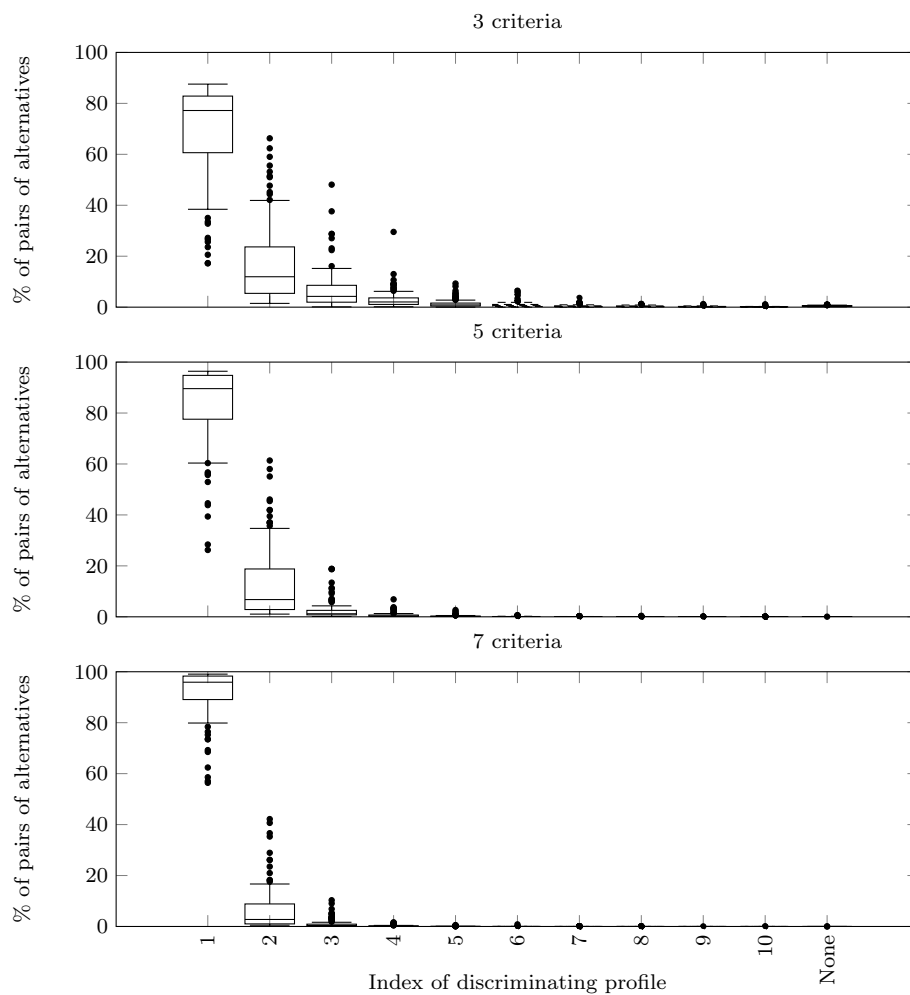 3 criteria
% of pairs of alternatives
100
80
60
40
20
0
5 criteria
% of pairs of alternatives
100
80
60
40
20
0
7 criteria
% of pairs of alternatives
100
80
60
40
20
0
1 2 3 4 5 6 7 8 9 10 None
Index of discriminating profile